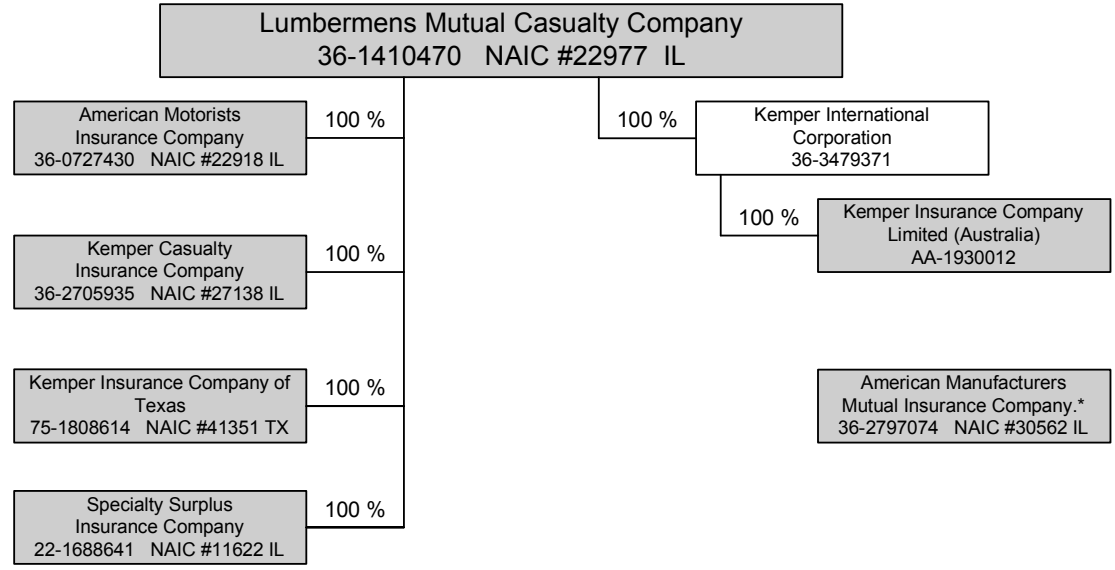 Lumbermens Mutual Casualty Company
36-1410470 NAIC #22977 IL
American Motorists
Insurance Company
36-0727430 NAIC #22918 IL
100 %
100 %
Kemper International
Corporation
36-3479371
100 %
Kemper Insurance Company
Limited (Australia)
AA-1930012
Kemper Casualty
Insurance Company
36-2705935 NAIC #27138 IL
100 %
Kemper Insurance Company of
Texas
75-1808614 NAIC #41351 TX
100 %
American Manufacturers
Mutual Insurance Company.*
36-2797074 NAIC #30562 IL
Specialty Surplus
Insurance Company
22-1688641 NAIC #11622 IL
100 %